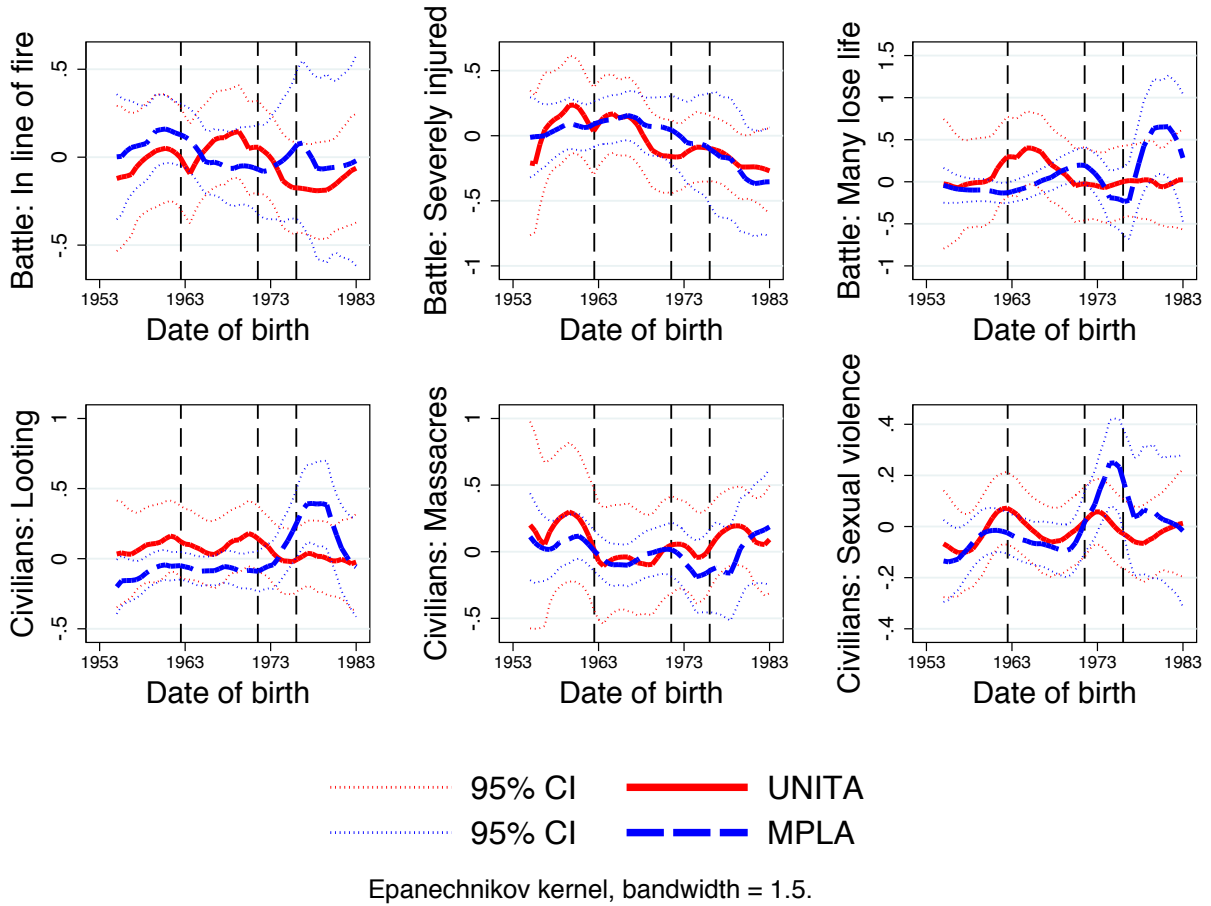 Battle: In line of fire
.5
0
-.5
1953 1963 1973 1983
Date of birth
Battle: Severely injured
.5
0
-.5
-1
1953 1963 1973 1983
Date of birth
Battle: Many lose life
1.5
1
.5
0
-.5
-1
1953 1963 1973 1983
Date of birth
Civilians: Looting
1
.5
0
-.5
1953 1963 1973 1983
Date of birth
Civilians: Massacres
1
.5
0
-.5
1953 1963 1973 1983
Date of birth
Civilians: Sexual violence
.4
.2
0
-.2
-.4
1953 1963 1973 1983
Date of birth
95% CI UNITA
95% CI MPLA
Epanechnikov kernel, bandwidth = 1.5.